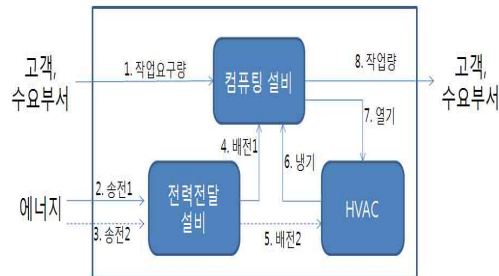 고객,
수요부서
1. 작업요구량
컴퓨팅 설비
8. 작업량
고객,
수요부서
4. 배전1
6. 냉기
7. 열기
에너지
2. 송전1
3. 송전2
전력전달
설비
5. 배전2
HVAC